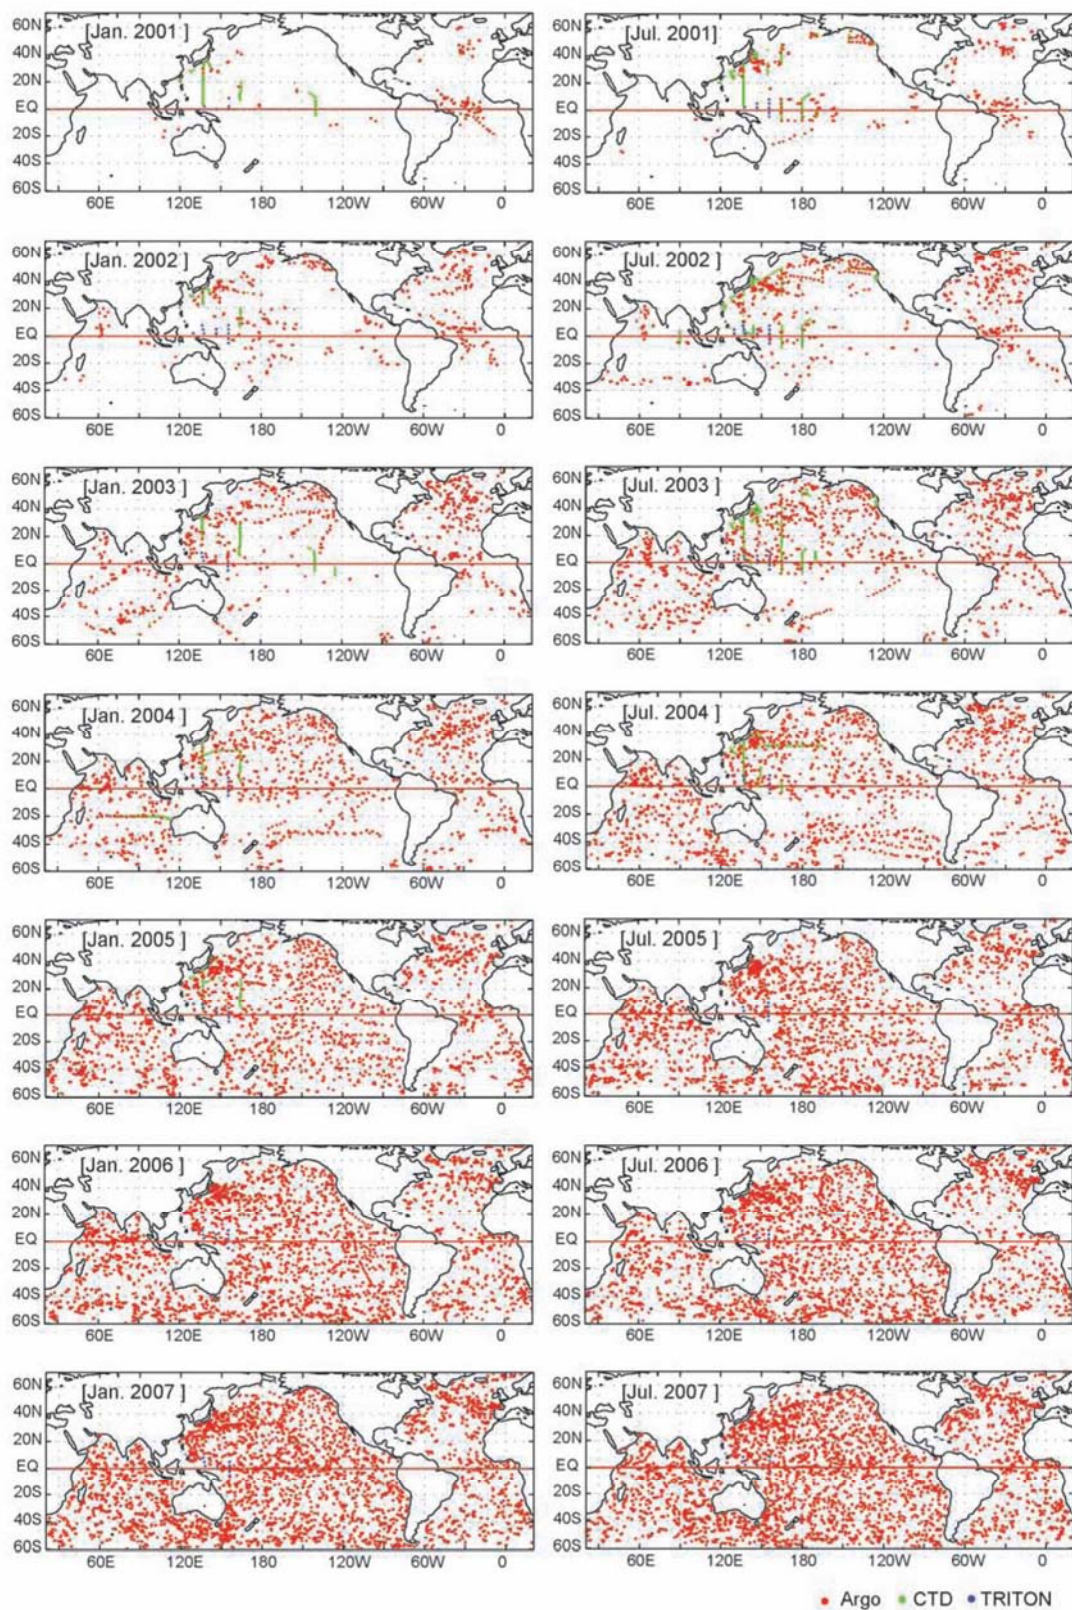 [Jan. 2001]
60N
40N
20N
EQ
20S
40S
60S
60E 120E 180 120W 60W 0
[Jul. 2001]
60N
40N
20N
EQ
20S
40S
60S
60E 120E 180 120W 60W 0
[Jan. 2002 ]
60N
40N
20N
EQ
20S
40S
60S
60E 120E 180 120W 60W 0
[Jul. 2002 ]
60N
40N
20N
EQ
20S
40S
60S
60E 120E 180 120W 60W 0
[Jan. 2003 ]
60N
40N
20N
EQ
20S
40S
60S
60E 120E 180 120W 60W 0
[Jul. 2003 ]
60N
40N
20N
EQ
20S
40S
60S
60E 120E 180 120W 60W 0
[Jan. 2004 ]
60N
40N
20N
EQ
20S
40S
60S
60E 120E 180 120W 60W 0
[Jul. 2004 ]
60N
40N
20N
EQ
20S
40S
60S
60E 120E 180 120W 60W 0
[Jan. 2005 ]
60N
40N
20N
EQ
20S
40S
60S
60E 120E 180 120W 60W 0
[Jul. 2005 ]
60N
40N
20N
EQ
20S
40S
60S
60E 120E 180 120W 60W 0
[Jan. 2006 ]
60N
40N
20N
EQ
20S
40S
60S
60E 120E 180 120W 60W 0
[Jul. 2006 ]
60N
40N
20N
EQ
20S
40S
60S
60E 120E 180 120W 60W 0
[Jan. 2007 ]
60N
40N
20N
EQ
20S
40S
60S
60E 120E 180 120W 60W 0
[Jul. 2007 ]
60N
40N
20N
EQ
20S
40S
60S
60E 120E 180 120W 60W 0
Argo CTD TRITON